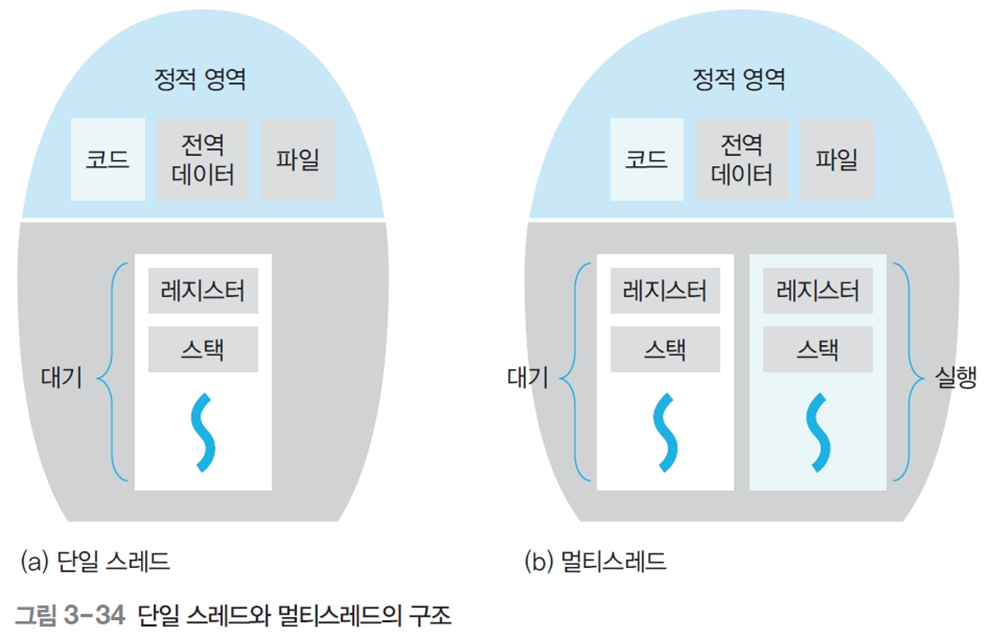 정적 영역
코드
전역
데이터
파일
대기
레지스터
스택
(a) 단일 스레드
정적 영역
코드
전역
데이터
파일
대기
레지스터
스택
레지스터
스택
실행
(b) 멀티스레드
그림 3-34 단일 스레드와 멀티스레드의 구조